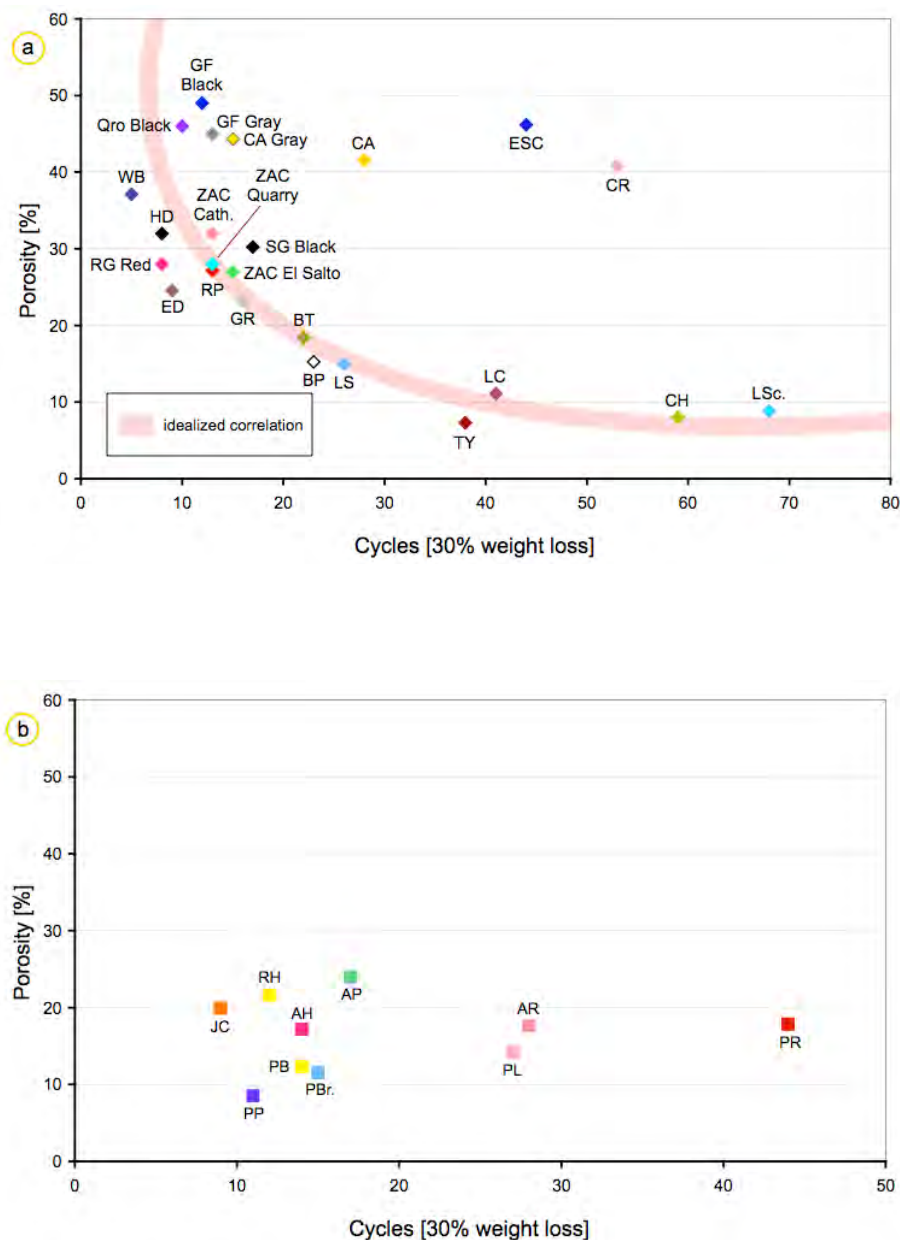 a
60
50
40
30
20
10
0
Porosity [%]
GF
Black
Qro Black
GF Gray
CA Gray
CA
ESC
CR
WB
HD
ZAC
Cath.
ZAC
Quarry
SG Black
RG Red
ED
RP
ZAC El Salto
GR
BT
BP
LS
LC
TY
CH
LSc.
idealized correlation
0 10 20 30 40 50 60 70 80
Cycles [30% weight loss]
b
60
50
40
30
20
10
0
Porosity [%]
JC
RH
AH
AP
AR
PR
PL
PB
PBr.
PP
0 10 20 30 40 50
Cycles [30% weight loss]